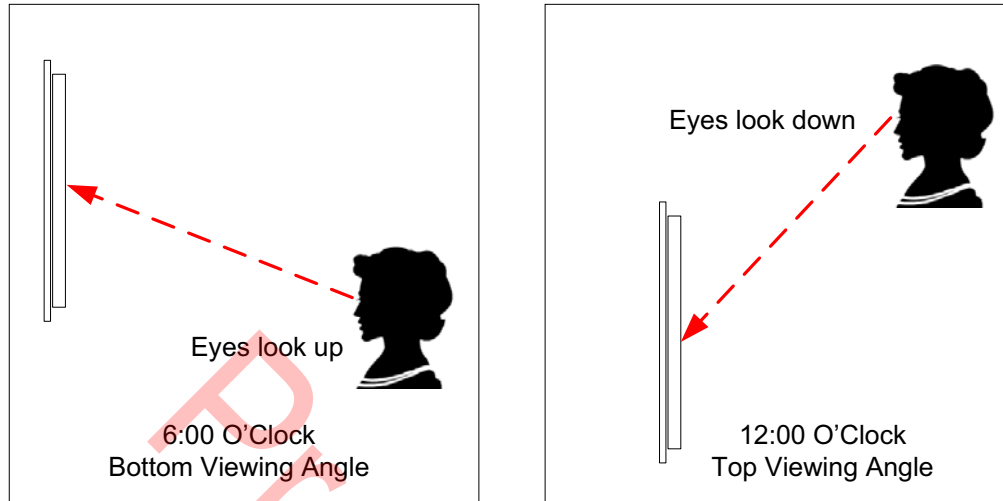 Eyes look up
6:00 O’Clock
Bottom Viewing Angle
Eyes look down
12:00 O’Clock
Top Viewing Angle